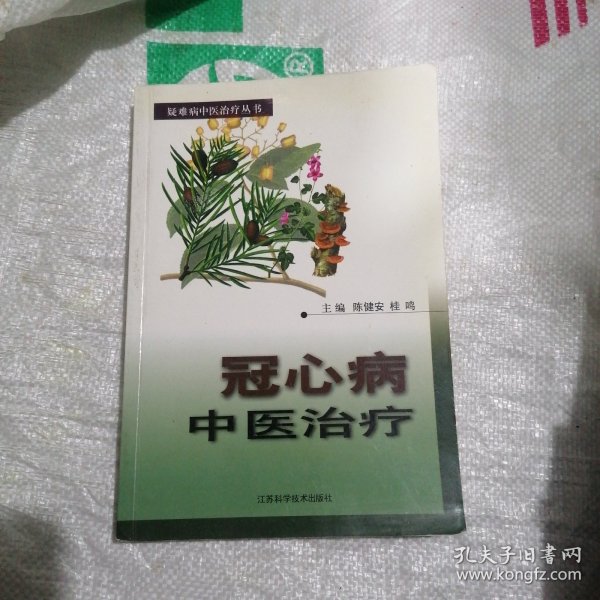 疑难病中医治疗丛书
主编 陈健安 桂鸣
冠心病
中医治疗
江苏科学技术出版社
孔夫子旧书网
www.kongfz.com